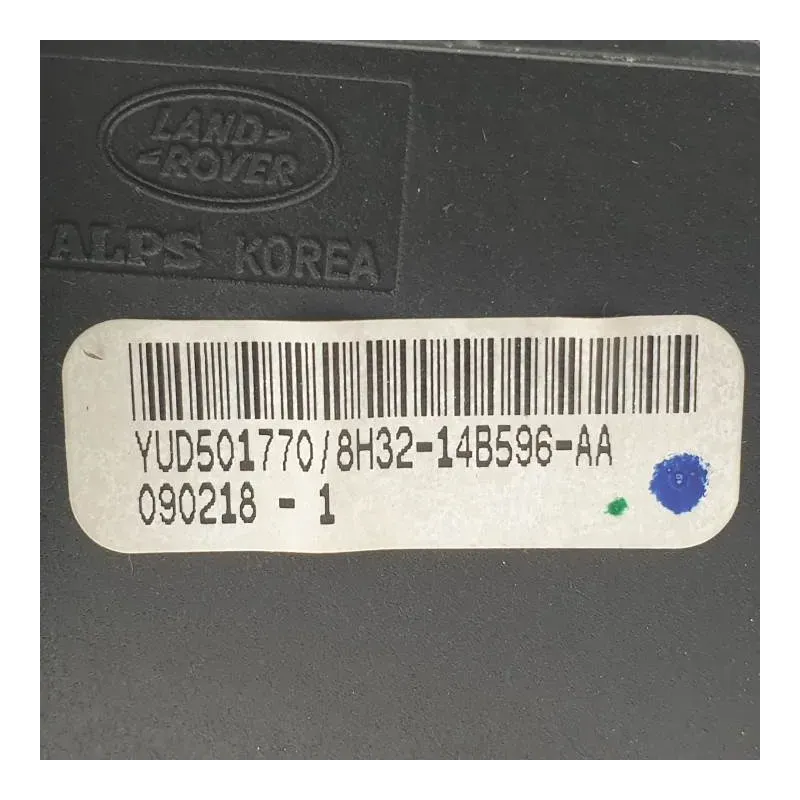 LAND
ROVER
ALPS KOREA
YUD501770/8H32-14B596-AA
090218 - 1